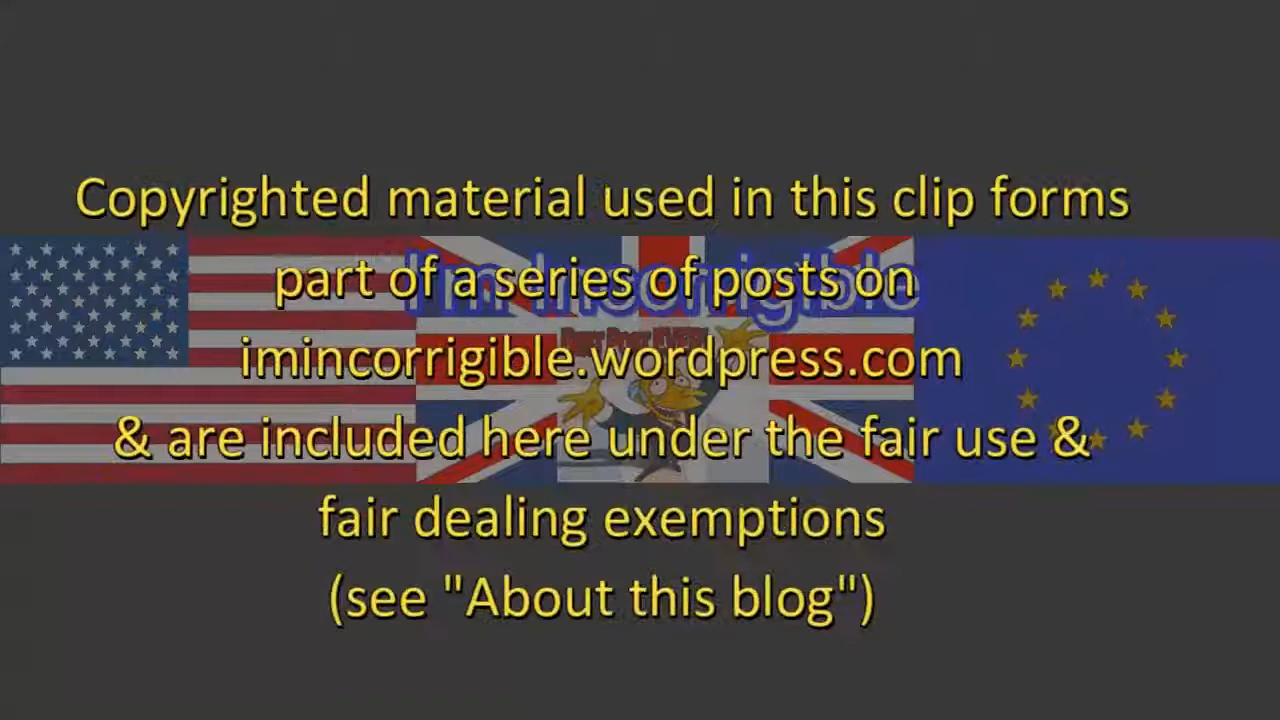 Copyrighted material used in this clip forms
I'm Incorrigible
part of a series of posts on
imincorrigible.wordpress.com
& are included here under the fair use &
fair dealing exemptions
(see "About this blog")